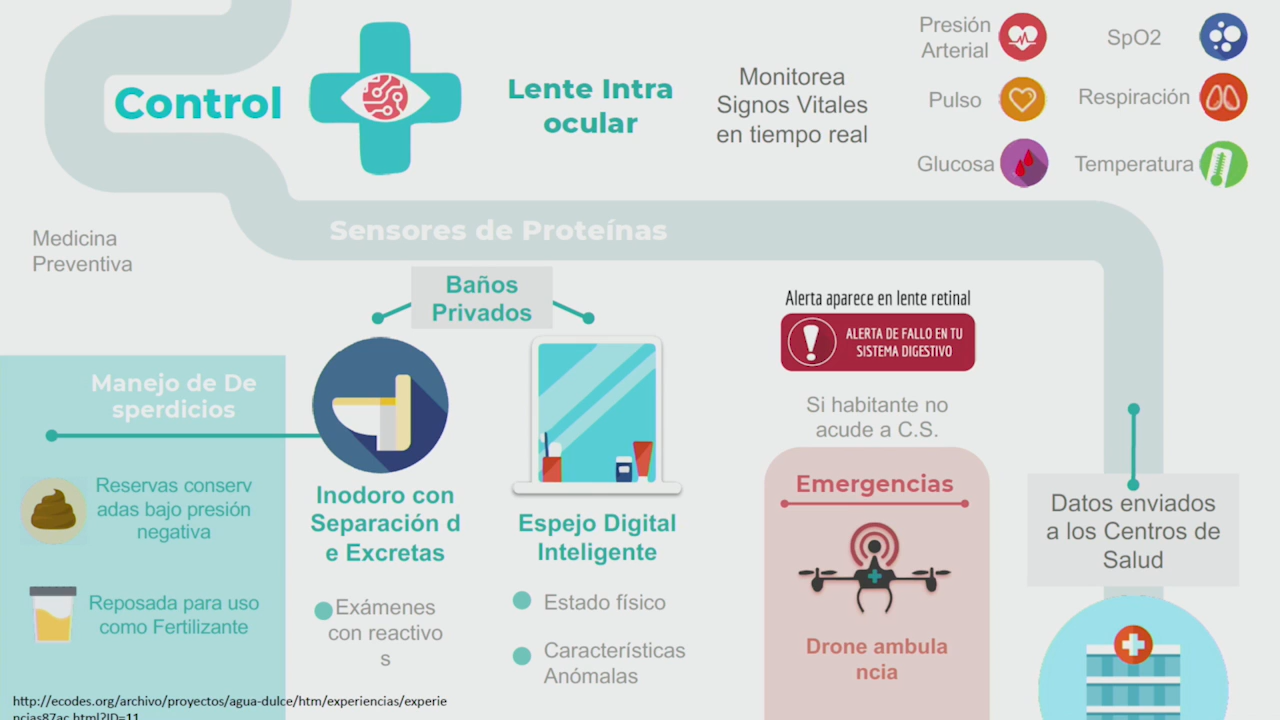 Control
Lente Intra
ocular
Monitorea
Signos Vitales
en tiempo real
Presión
Arterial
SpO2
Pulso
Respiración
Glucosa
Temperatura
Medicina
Preventiva
Sensores de Proteínas
Baños
Privados
Alerta aparece en lente retinal
ALERTA DE FALLO EN TU
SISTEMA DIGESTIVO
Si habitante no
acude a C.S.
Manejo de De
sperdicios
Reservas conserv
adas bajo presión
negativa
Reposada para uso
como Fertilizante
Inodoro con
Separación d
e Excretas
Exámenes
con reactivo
s
Espejo Digital
Inteligente
Estado físico
Características
Anómalas
Emergencias
Drone ambula
ncia
Datos enviados
a los Centros de
Salud
http://ecodes.org/archivo/proyectos/agua-dulce/htm/experiencias/experie
ncias87ac.html?ID=11